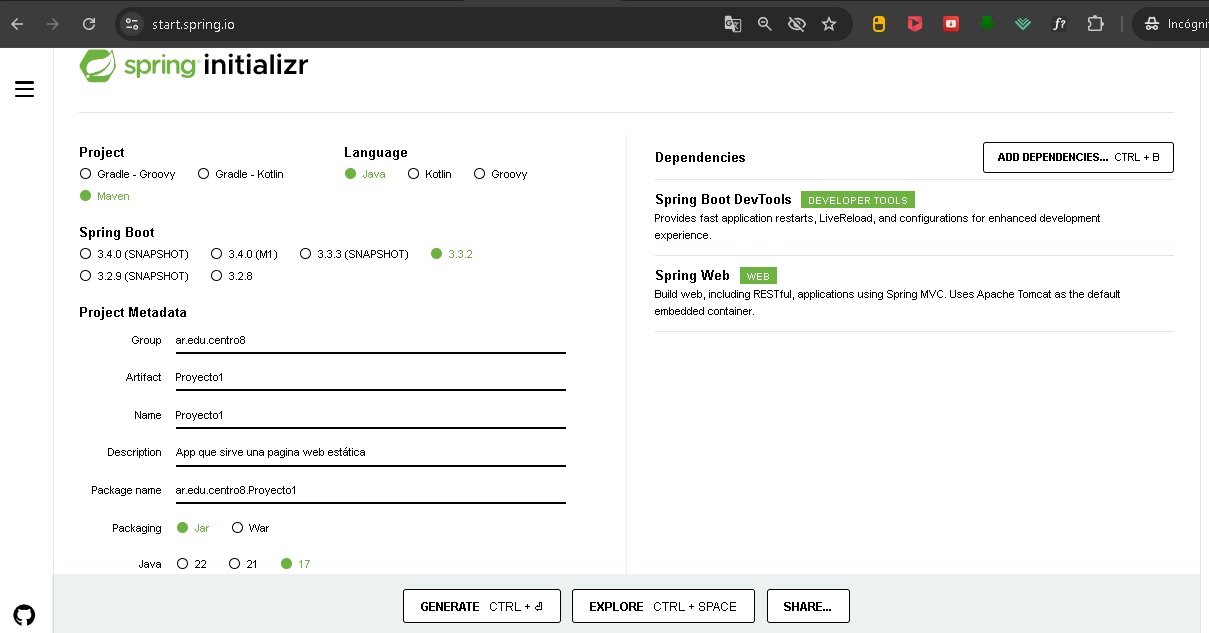 start.spring.io
f?
Incógni
spring initializr
Project
Gradle - Groovy Gradle - Kotlin
Maven
Language
Java Kotlin Groovy
Spring Boot
3.4.0 (SNAPSHOT) 3.4.0 (M1) 3.3.3 (SNAPSHOT) 3.3.2
3.2.9 (SNAPSHOT) 3.2.8
Project Metadata
Group ar.edu.centro8
Artifact Proyecto1
Name Proyecto1
Description App que sirve una pagina web estática
Package name ar.edu.centro8.Proyecto1
Packaging Jar War
Java 22 21 17
Dependencies
ADD DEPENDENCIES... CTRL + B
Spring Boot DevTools DEVELOPER TOOLS
Provides fast application restarts, LiveReload, and configurations for enhanced development
experience.
Spring Web WEB
Build web, including RESTful, applications using Spring MVC. Uses Apache Tomcat as the default
embedded container.
GENERATE CTRL + ⏎
EXPLORE CTRL + SPACE
SHARE...